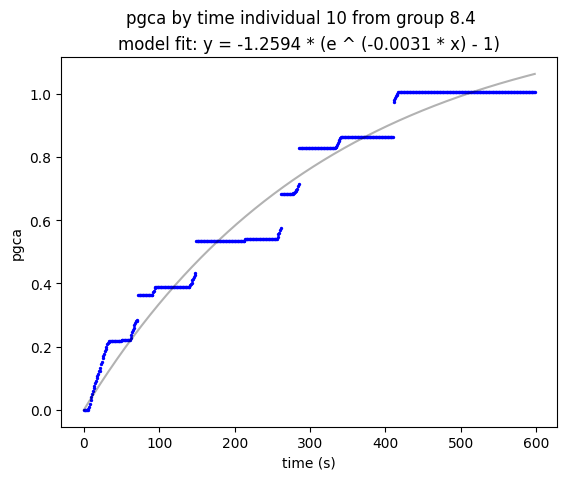 pgca by time individual 10 from group 8.4
model fit: y = -1.2594 * (e ^ (-0.0031 * x) - 1)
1.0
0.8
0.6
0.4
0.2
0.0
pgca
0 100 200 300 400 500 600
time (s)